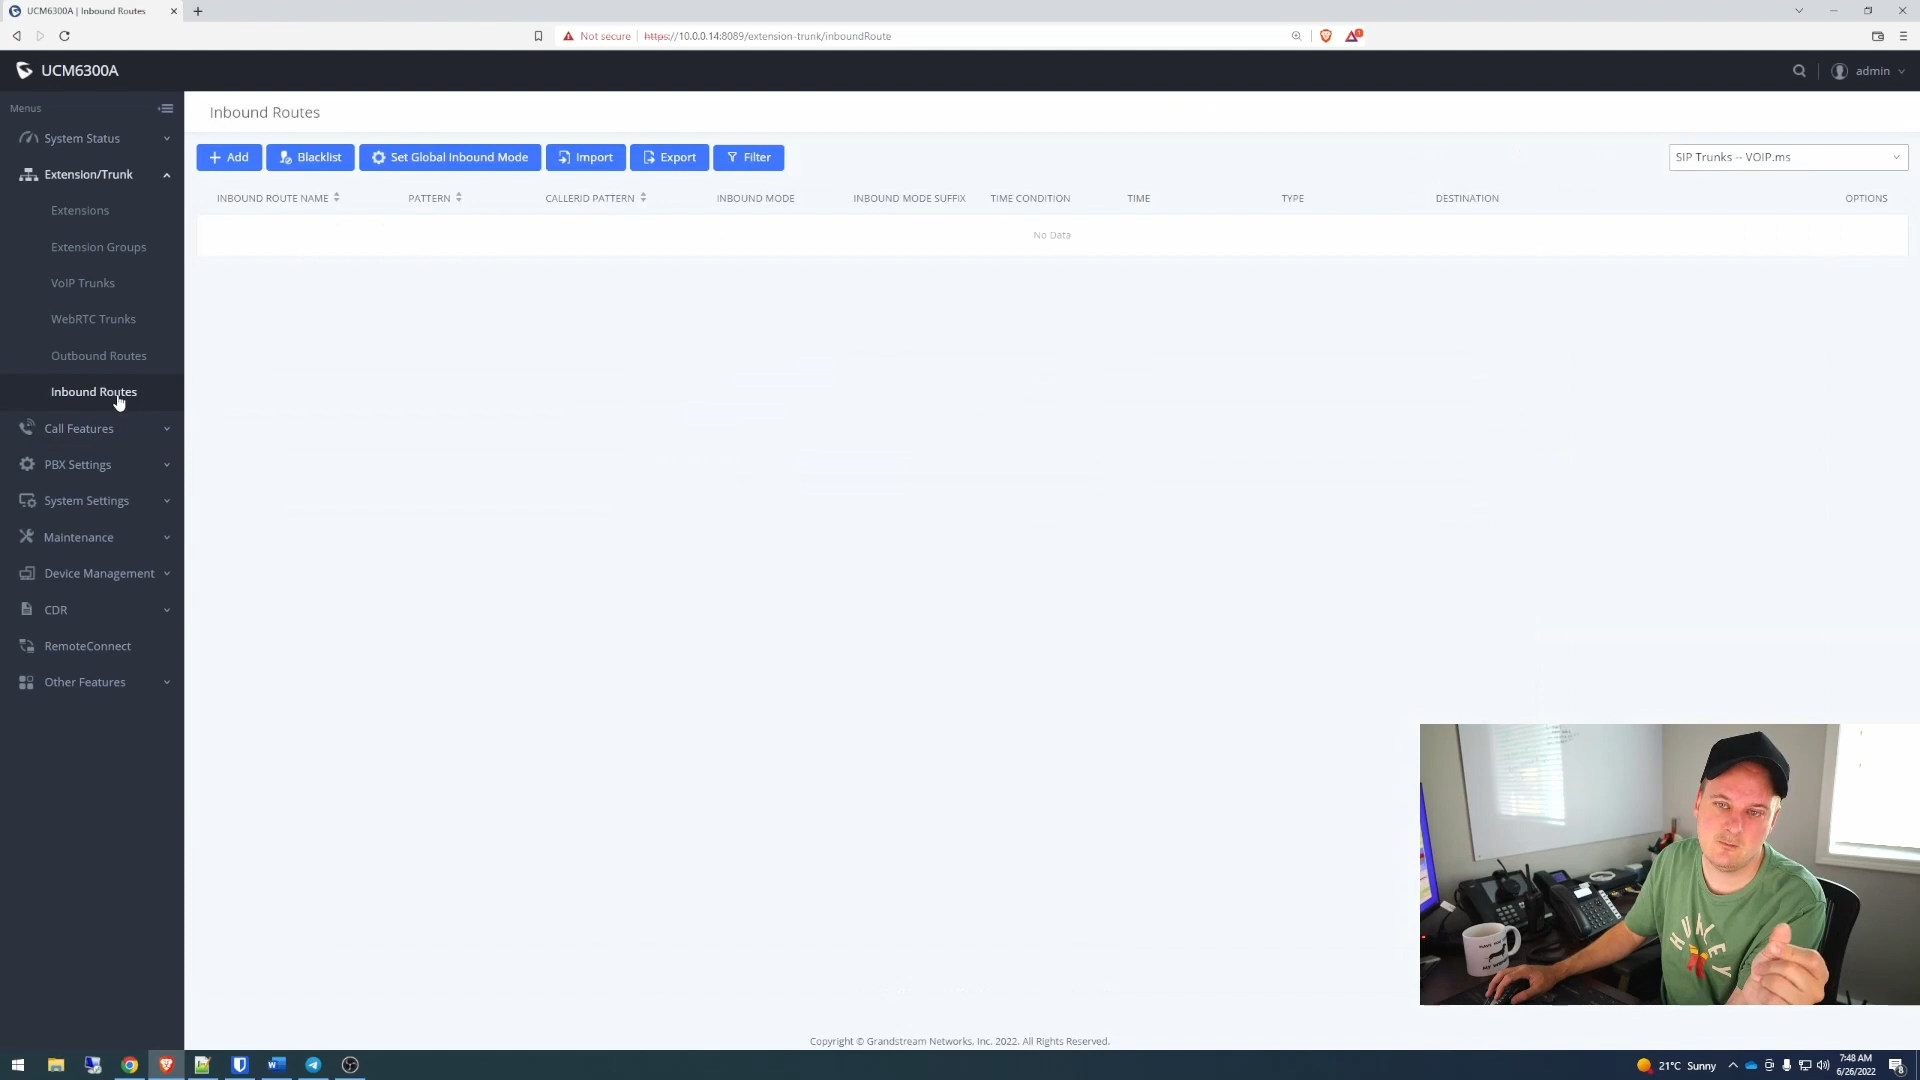 UCM6300A | Inbound Routes
Not secure
https://10.0.0.14:8089/extension-trunk/inboundRoute
1
UCM6300A
admin
Menus
System Status
Extension/Trunk
Extensions
Extension Groups
VoIP Trunks
WebRTC Trunks
Outbound Routes
Inbound Routes
Call Features
PBX Settings
System Settings
Maintenance
Device Management
CDR
RemoteConnect
Other Features
Inbound Routes
Add
Blacklist
Set Global Inbound Mode
Import
Export
Filter
SIP Trunks -- VOIP.ms
INBOUND ROUTE NAME
PATTERN
CALLERID PATTERN
INBOUND MODE
INBOUND MODE SUFFIX
TIME CONDITION
TIME
TYPE
DESTINATION
OPTIONS
No Data
HURLEY
Copyright © Grandstream Networks, Inc. 2022. All Rights Reserved.
21°C Sunny
7:48 AM
6/26/2022
8